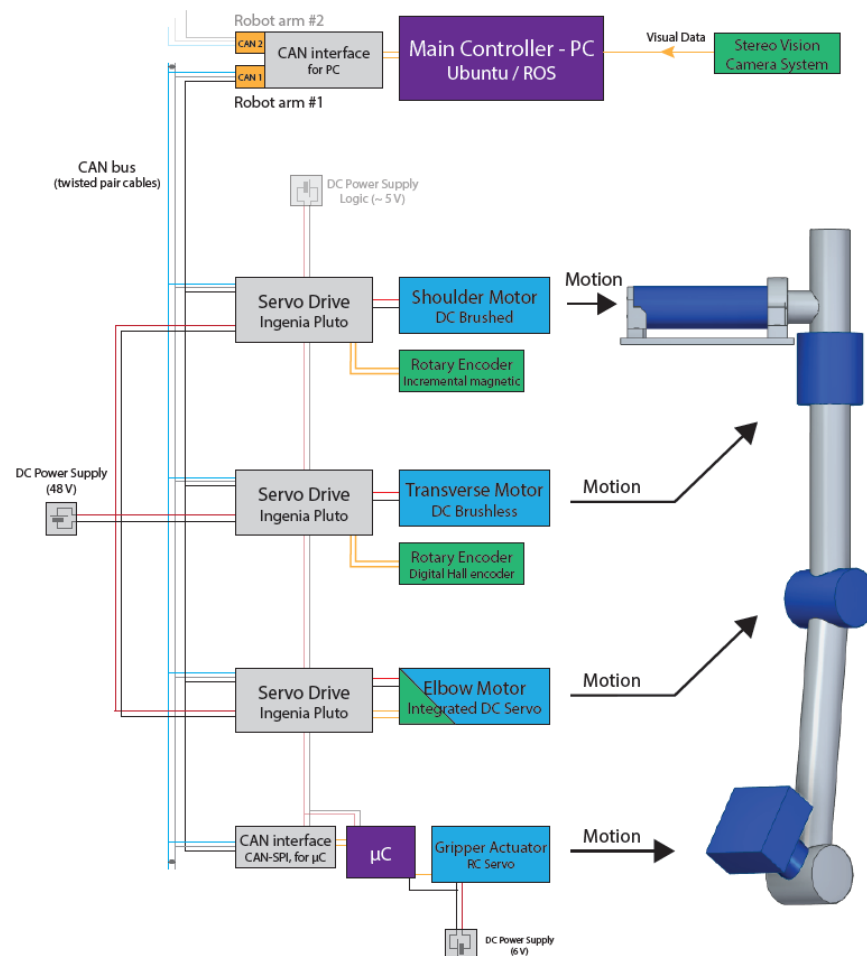 Robot arm #2
CAN 2
CAN interface
for PC
CAN 1
Robot arm #1
Main Controller - PC
Ubuntu / ROS
Visual Data
Stereo Vision
Camera System
CAN bus
(twisted pair cables)
DC Power Supply
Logic (~ 5 V)
Servo Drive
Ingenia Pluto
Shoulder Motor
DC Brushed
Motion
Rotary Encoder
Incremental magnetic
DC Power Supply
(48 V)
Servo Drive
Ingenia Pluto
Transverse Motor
DC Brushless
Motion
Rotary Encoder
Digital Hall encoder
Servo Drive
Ingenia Pluto
Elbow Motor
Integrated DC Servo
Motion
CAN interface
CAN-SPI, for µC
µC
Gripper Actuator
RC Servo
Motion
DC Power Supply
(6 V)